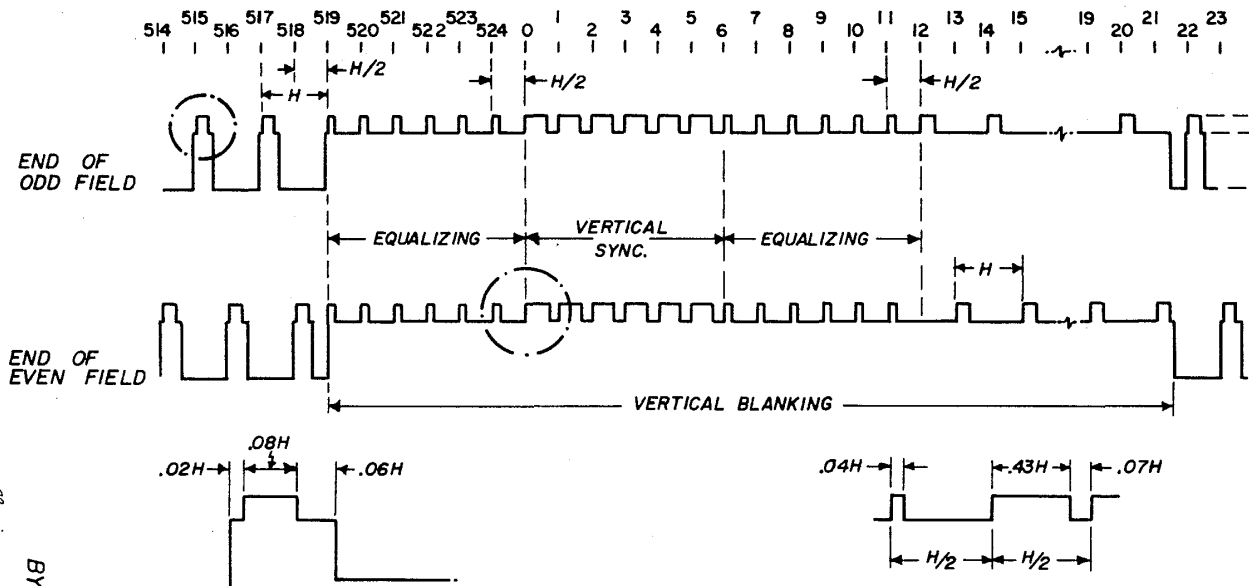 515 517 519 521 523 1 3 5 7 9 11 13 15 19 21 23
514 516 518 520 522 524 0 2 4 6 8 10 12 14 20 22
H/2
H
H/2
H/2
END OF
ODD FIELD
EQUALIZING
VERTICAL
SYNC.
EQUALIZING
H
END OF
EVEN FIELD
VERTICAL BLANKING
.02H
.08H
.06H
.04H
.43H
.07H
H/2
H/2
BY